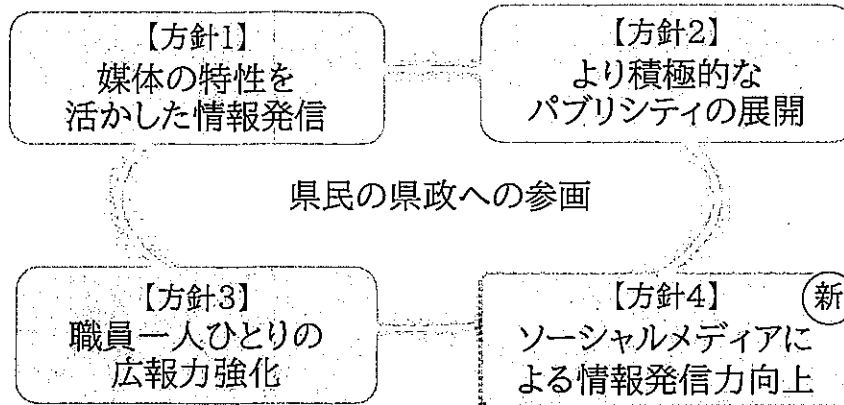 【方針1】
媒体の特性を
活かした情報発信
【方針2】
より積極的な
パブリシティの展開
県民の県政への参画
【方針3】
職員一人ひとりの
広報力強化
【方針4】
新
ソーシャルメディアに
よる情報発信力向上